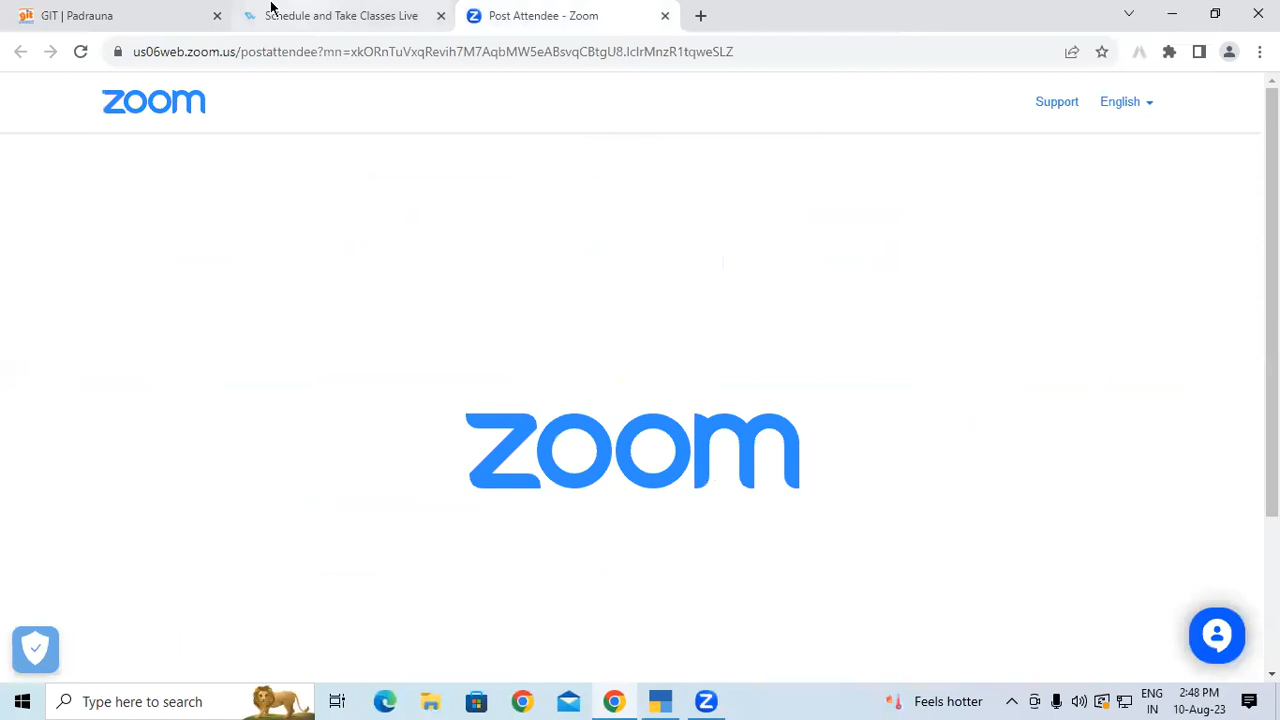 GIT | Padrauna
Schedule and Take Classes Live
Post Attendee - Zoom
us06web.zoom.us/postattendee?mn=xkORnTuVxqRevih7M7AqbMW5eABsvqCBtgU8.IcIrMnzR1tqweSLZ
zoom
Support
English
zoom
Type here to search
Feels hotter
ENG
IN
2:48 PM
10-Aug-23